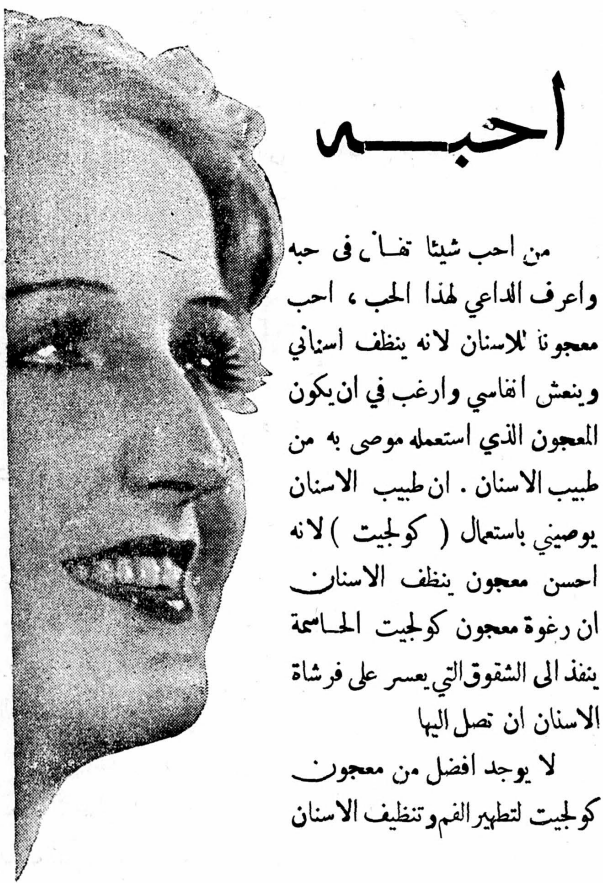 احبه
من احب شيئا تفانى فى حبه
واعرف الداعي لهذا الحب ، احب
معجونا للاسنان لانه ينظف اسناني
وينعش انفاسي وارغب في ان يكون
المعجون الذي استعمله موصى به من
طبيب الاسنان . ان طبيب الاسنان
يوصيني باستعمال ( كولجيت ) لانه
احسن معجون ينظف الاسنان
ان رغوة معجون كولجيت الحاسمة
ينفذ الى الشقوق التي يعسر على فرشاة
الاسنان ان تصل اليها
لا يوجد افضل من معجون
كولجيت لتطهير الفم وتنظيف الاسنان